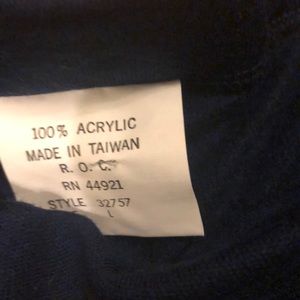 100% ACRYLIC
MADE IN TAIWAN
R. O. C.
RN 44921
STYLE 32757
L